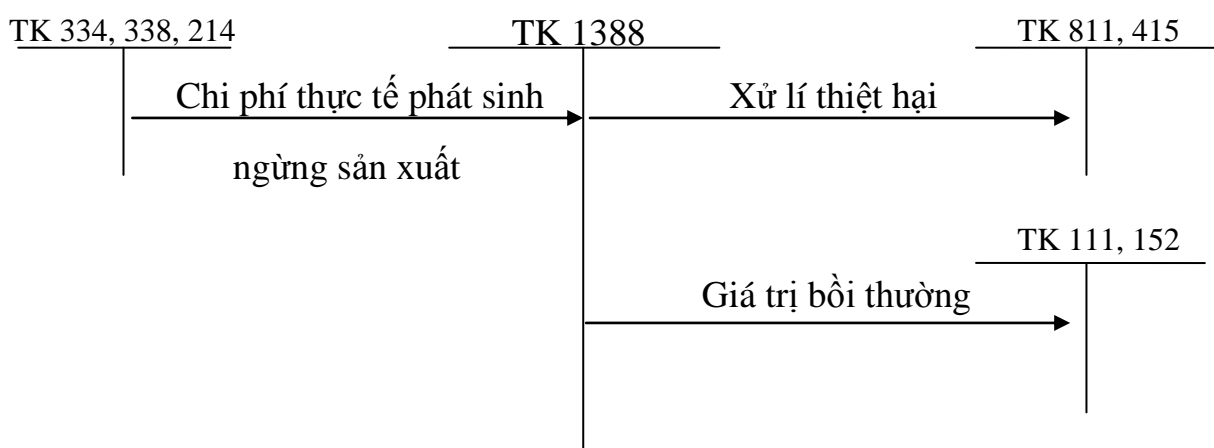 TK 334, 338, 214
TK 1388
TK 811, 415
Chi phí thực tế phát sinh
Xử lí thiệt hại
ngừng sản xuất
TK 111, 152
Giá trị bồi thường